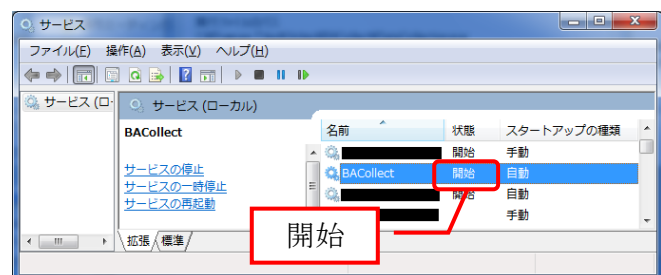 サービス
ファイル(F) 操作(A) 表示(V) ヘルプ(H)
サービス (ロ
サービス (ローカル)
BACollect
サービスの停止
サービスの一時停止
サービスの再起動
名前 状態 スタートアップの種類
開始 手動
BACollect 開始 自動
開始 自動
手動
開始
拡張 標準